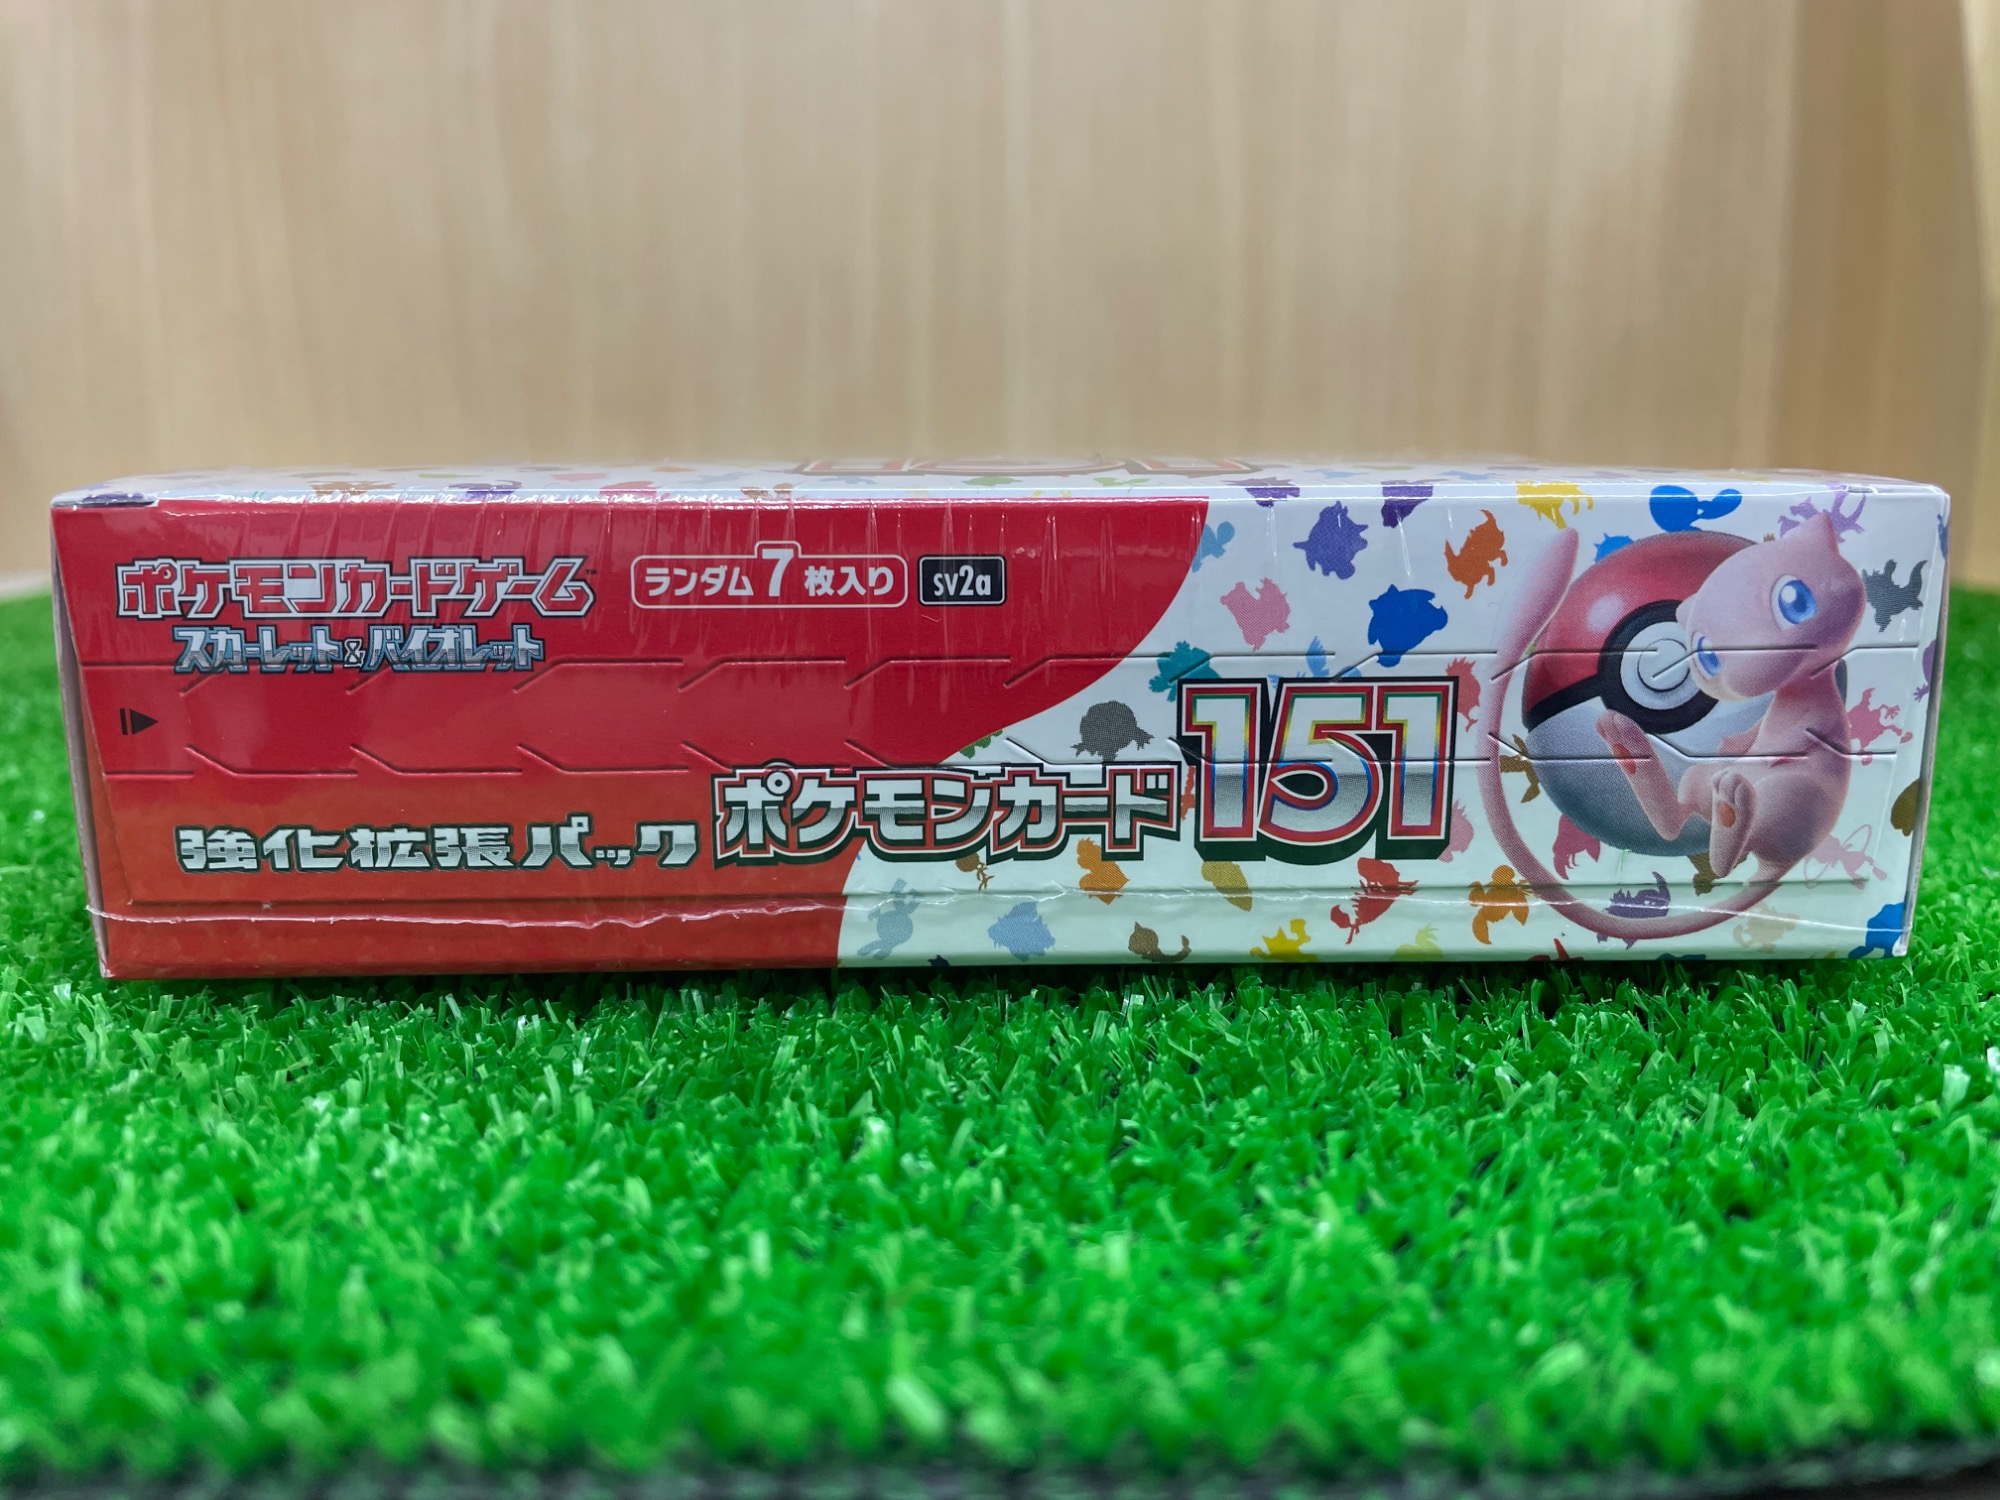 ポケモンカードゲーム™ ランダム7枚入り sv2a
スカーレット&バイオレット
強化拡張パック ポケモンカード151